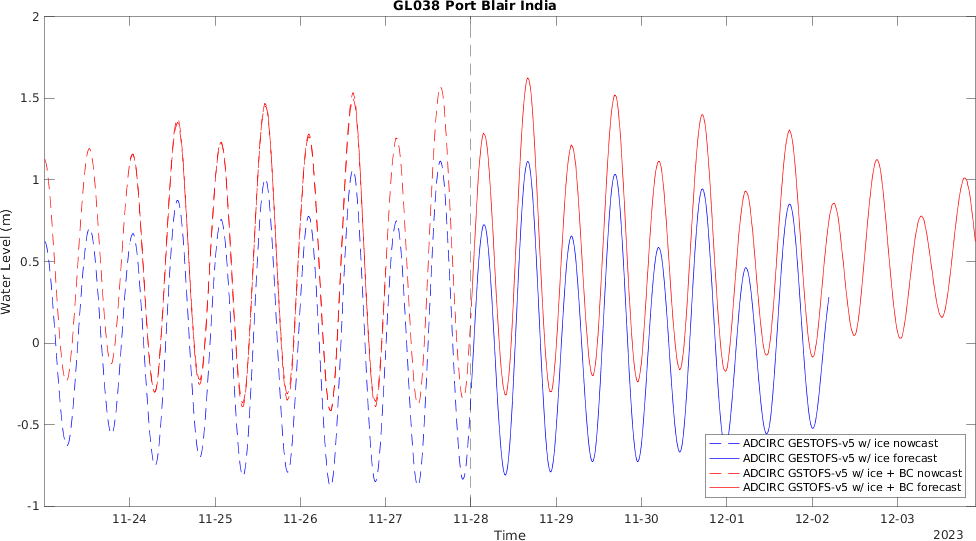 GL038 Port Blair India
2
1.5
1
0.5
0
-0.5
-1
Water Level (m)
11-24
11-25
11-26
11-27
11-28
11-29
11-30
12-01
12-02
12-03
Time
2023
ADCIRC GESTOFS-v5 w/ ice nowcast
ADCIRC GESTOFS-v5 w/ ice forecast
ADCIRC GSTOFS-v5 w/ ice + BC nowcast
ADCIRC GSTOFS-v5 w/ ice + BC forecast